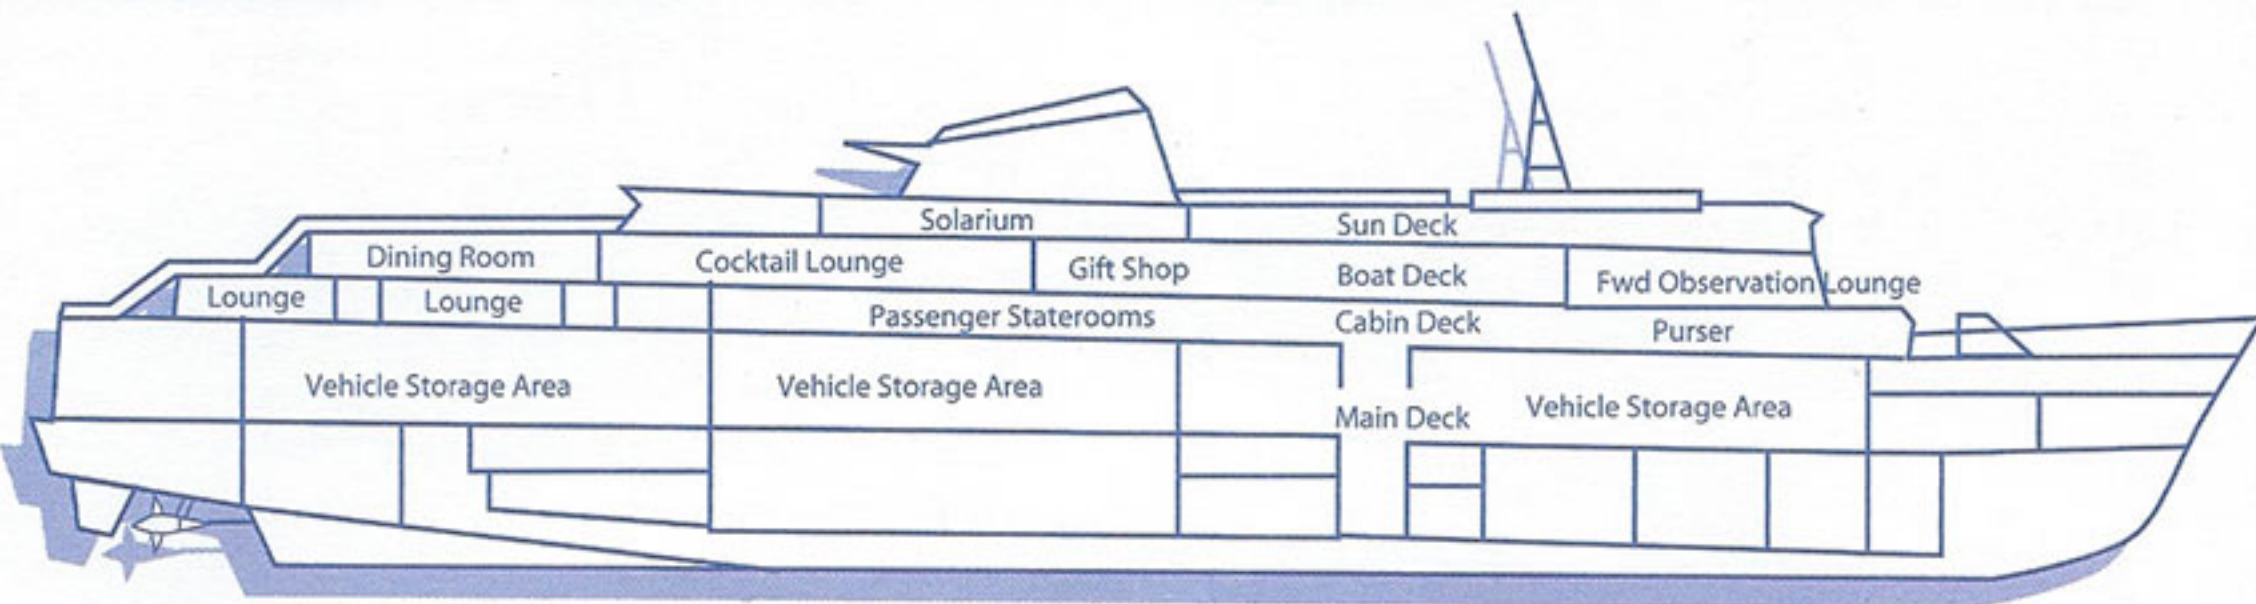 Solarium
Sun Deck
Dining Room
Cocktail Lounge
Gift Shop
Boat Deck
Fwd Observation Lounge
Lounge
Lounge
Passenger Staterooms
Cabin Deck
Purser
Vehicle Storage Area
Vehicle Storage Area
Main Deck
Vehicle Storage Area